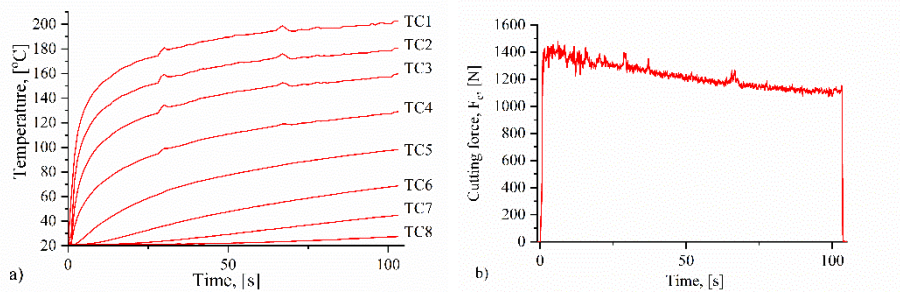 Temperature, [ºC]
200
180
160
140
120
100
80
60
40
20
TC1
TC2
TC3
TC4
TC5
TC6
TC7
TC8
0
50
100
Time, [s]
a)
Cutting force, Fc, [N]
1600
1400
1200
1000
800
600
400
200
0
0
50
100
Time, [s]
b)